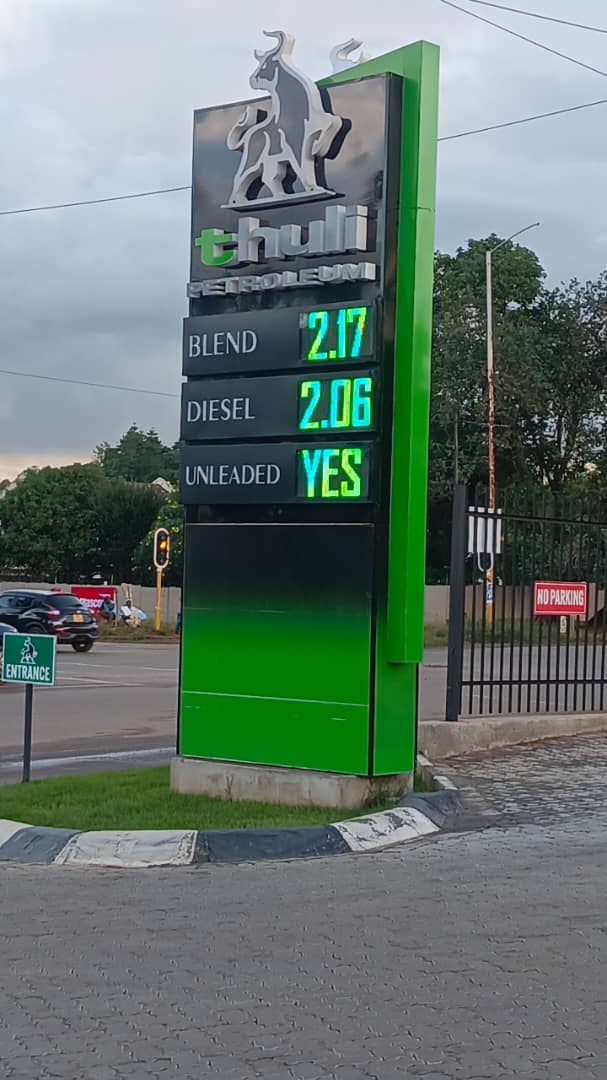 thuli
PETROLEUM
BLEND 2.17
DIESEL 2.06
UNLEADED YES
NO PARKING
ENTRANCE